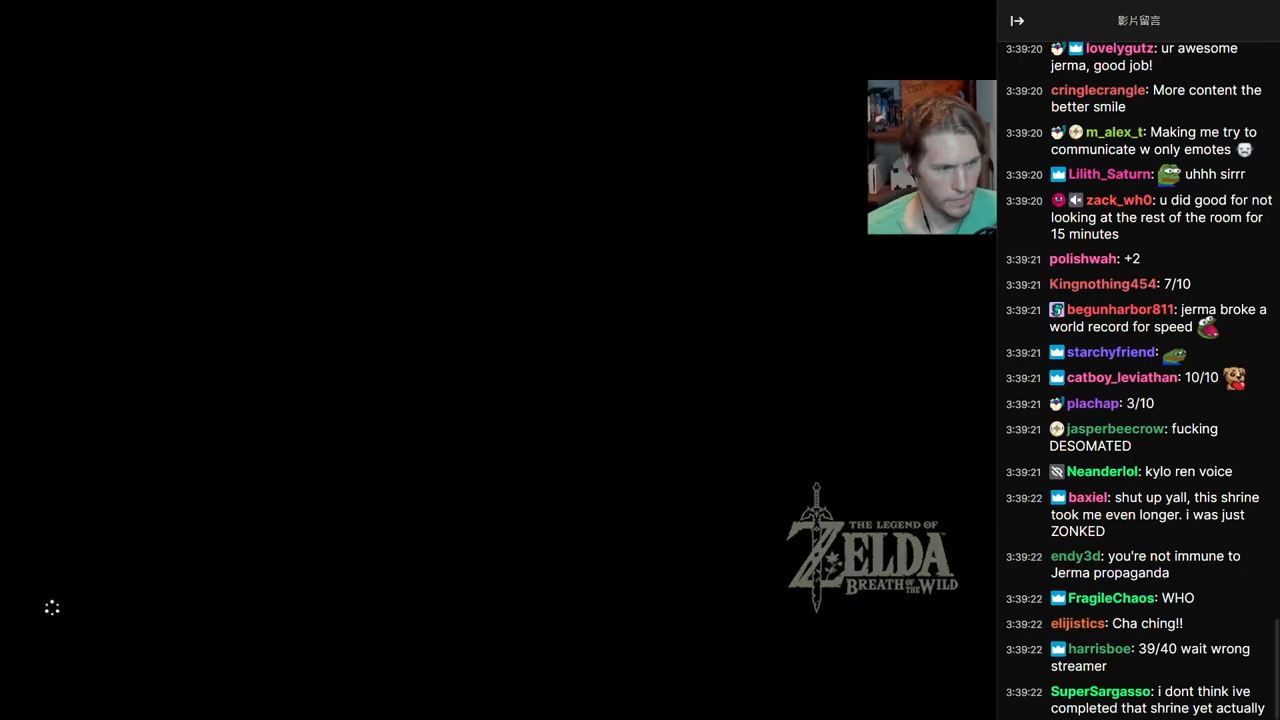 影片留言
3:39:20 lovelygutz: ur awesome
jerma, good job!
3:39:20 cringlecrangle: More content the
better smile
3:39:20 m_alex_t: Making me try to
communicate w only emotes
3:39:20 Lilith_Saturn: uhhh sirrr
3:39:20 zack_wh0: u did good for not
looking at the rest of the room for
15 minutes
3:39:21 polishwah: +2
3:39:21 Kingnothing454: 7/10
3:39:21 begunharbor811: jerma broke a
world record for speed
3:39:21 starchyfriend:
3:39:21 catboy_leviathan: 10/10
3:39:21 plachap: 3/10
3:39:21 jasperbeecrow: fucking
DESOMATED
3:39:21 Neanderlol: kylo ren voice
3:39:22 baxiel: shut up yall, this shrine
took me even longer. i was just
ZONKED
3:39:22 endy3d: you're not immune to
Jerma propaganda
3:39:22 FragileChaos: WHO
3:39:22 elijistics: Cha ching!!
3:39:22 harrisboe: 39/40 wait wrong
streamer
3:39:22 SuperSargasso: i dont think ive
completed that shrine yet actually
THE LEGEND OF
ZELDA
BREATH OF THE WILD